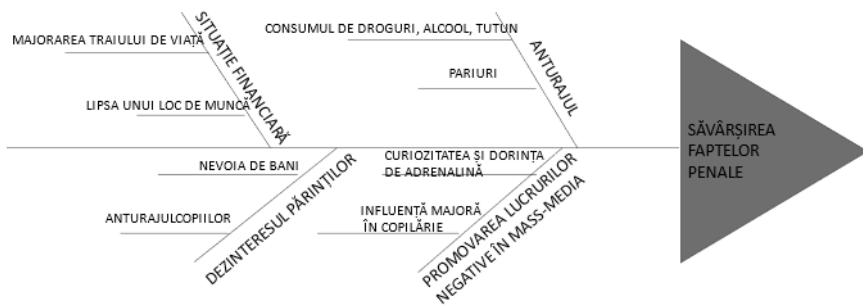 MAJORAREA TRAIULUI DE VIAȚĂ
LIPSA UNUI LOC DE MUNCĂ
SITUAȚIE FINANCIARĂ
CONSUMUL DE DROGURI, ALCOOL, TUTUN
PARIURI
ANTURAJUL
NEVOIA DE BANI
ANTURAJULCOPIILOR
DEZINTERESUL PĂRINȚILOR
CURIOZITATEA ȘI DORINȚA
DE ADRENALINĂ
INFLUENȚĂ MAJORĂ
ÎN COPILĂRIE
PROMOVAREA LUCRURILOR
NEGATIVE ÎN MASS-MEDIA
SĂVÂRȘIREA
FAPTELOR
PENALE